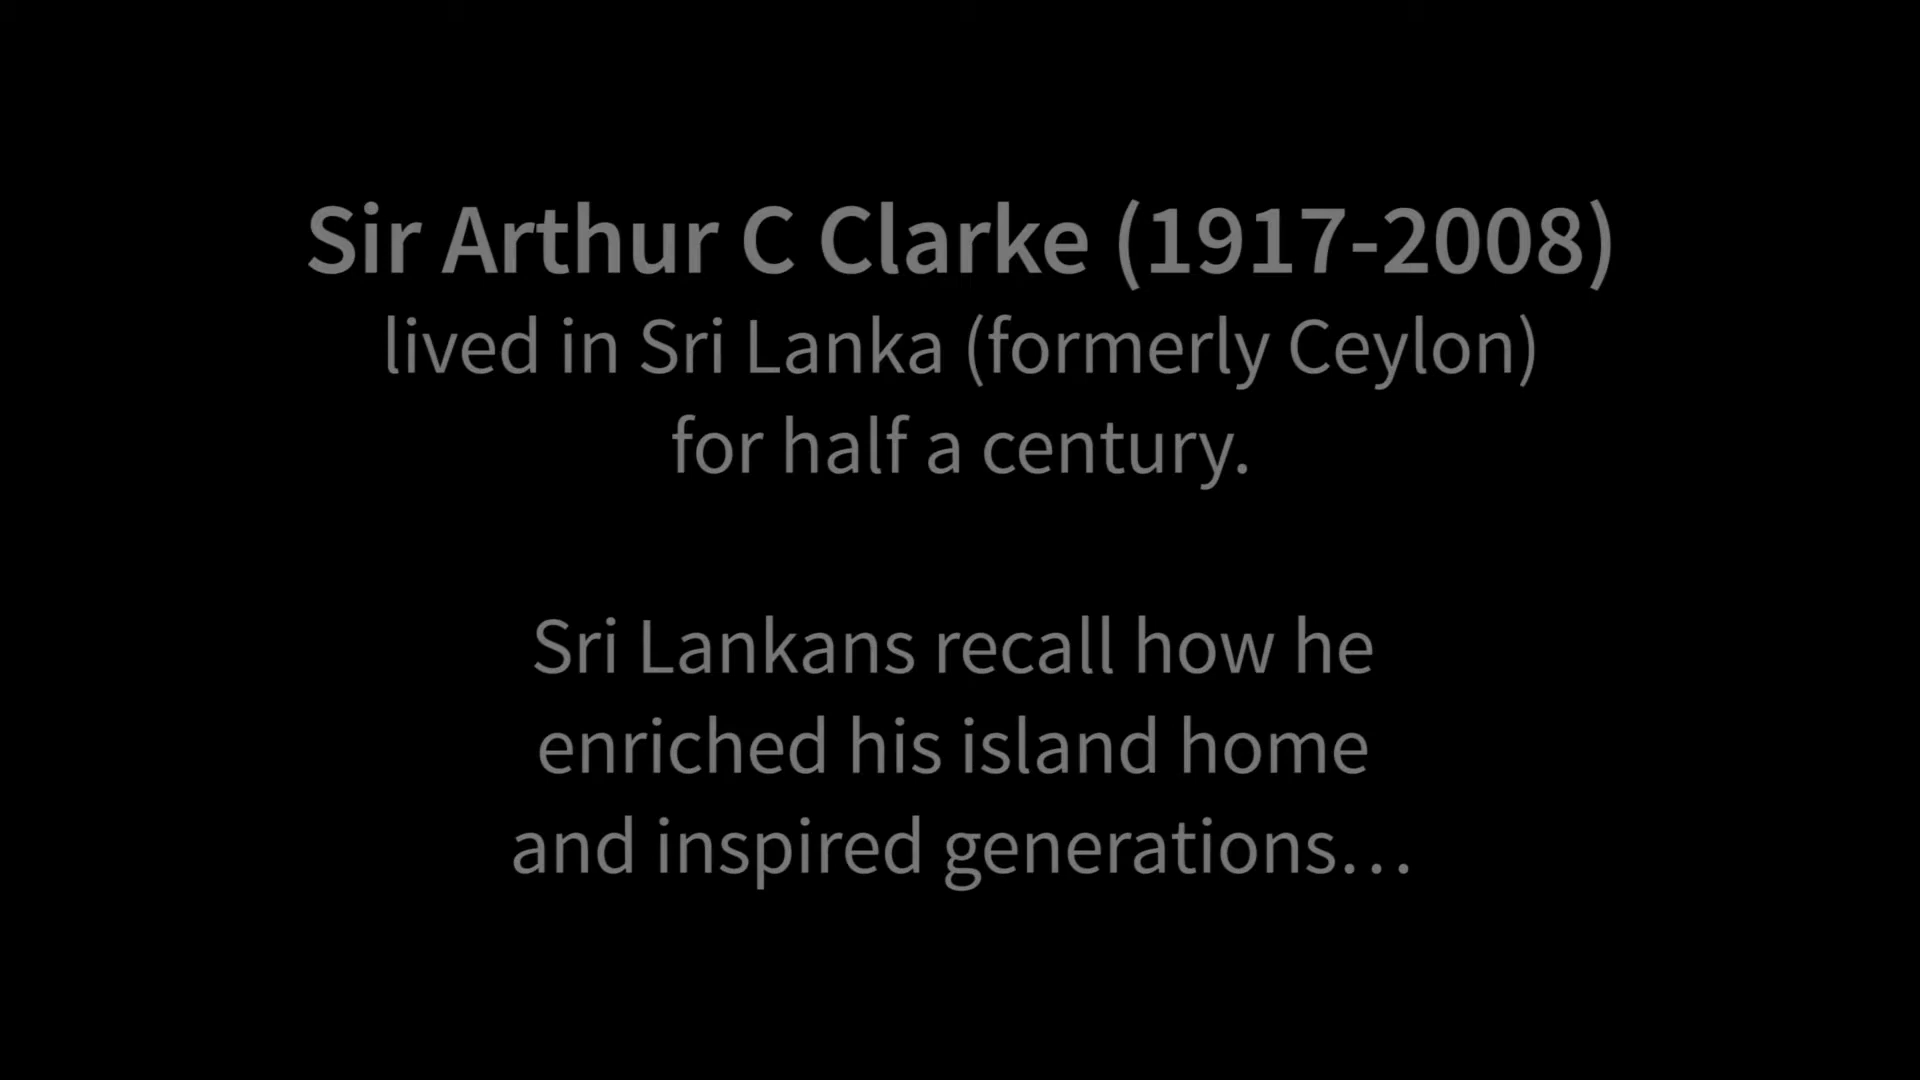 Sir Arthur C Clarke (1917-2008)
lived in Sri Lanka (formerly Ceylon)
for half a century.
Sri Lankans recall how he
enriched his island home
and inspired generations…